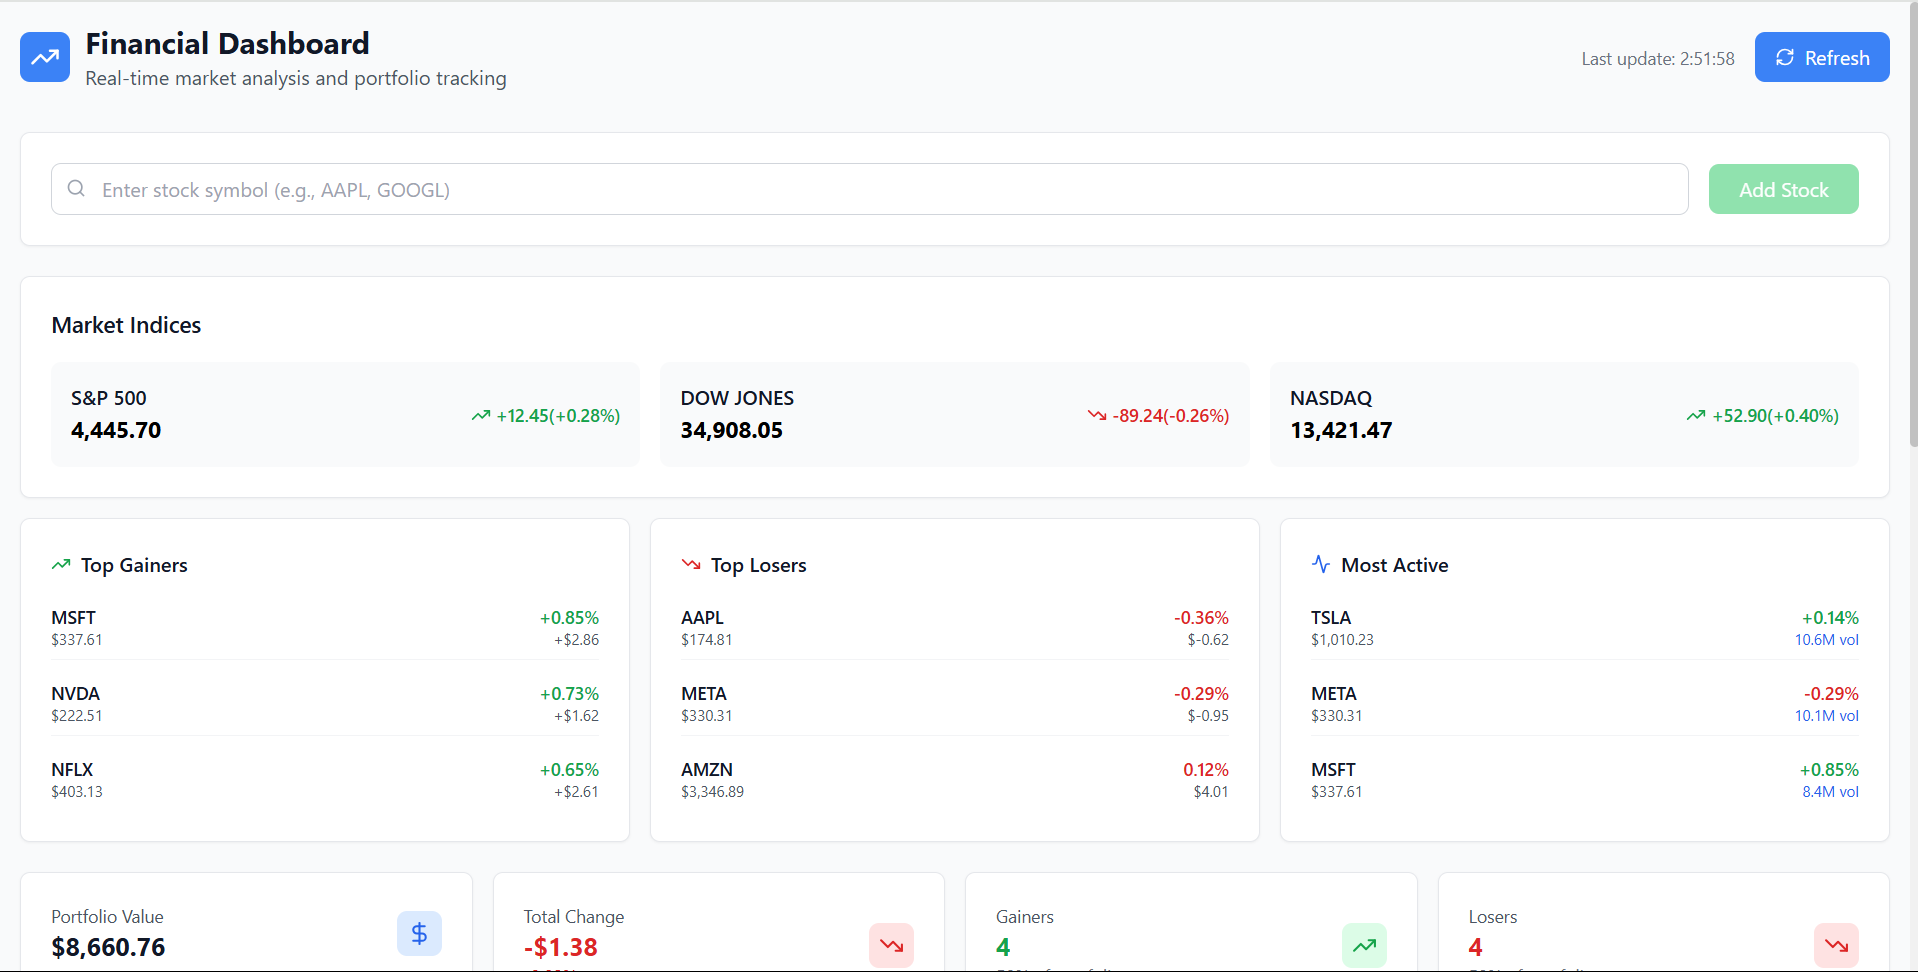 Financial Dashboard
Real-time market analysis and portfolio tracking
Last update: 2:51:58
Refresh
Enter stock symbol (e.g., AAPL, GOOGL)
Add Stock
Market Indices
S&P 500
4,445.70
+12.45(+0.28%)
DOW JONES
34,908.05
-89.24(-0.26%)
NASDAQ
13,421.47
+52.90(+0.40%)
Top Gainers
MSFT +0.85%
$337.61 +$2.86
NVDA +0.73%
$222.51 +$1.62
NFLX +0.65%
$403.13 +$2.61
Top Losers
AAPL -0.36%
$174.81 $-0.62
META -0.29%
$330.31 $-0.95
AMZN 0.12%
$3,346.89 $4.01
Most Active
TSLA +0.14%
$1,010.23 10.6M vol
META -0.29%
$330.31 10.1M vol
MSFT +0.85%
$337.61 8.4M vol
Portfolio Value
$8,660.76
Total Change
-$1.38
Gainers
4
Losers
4